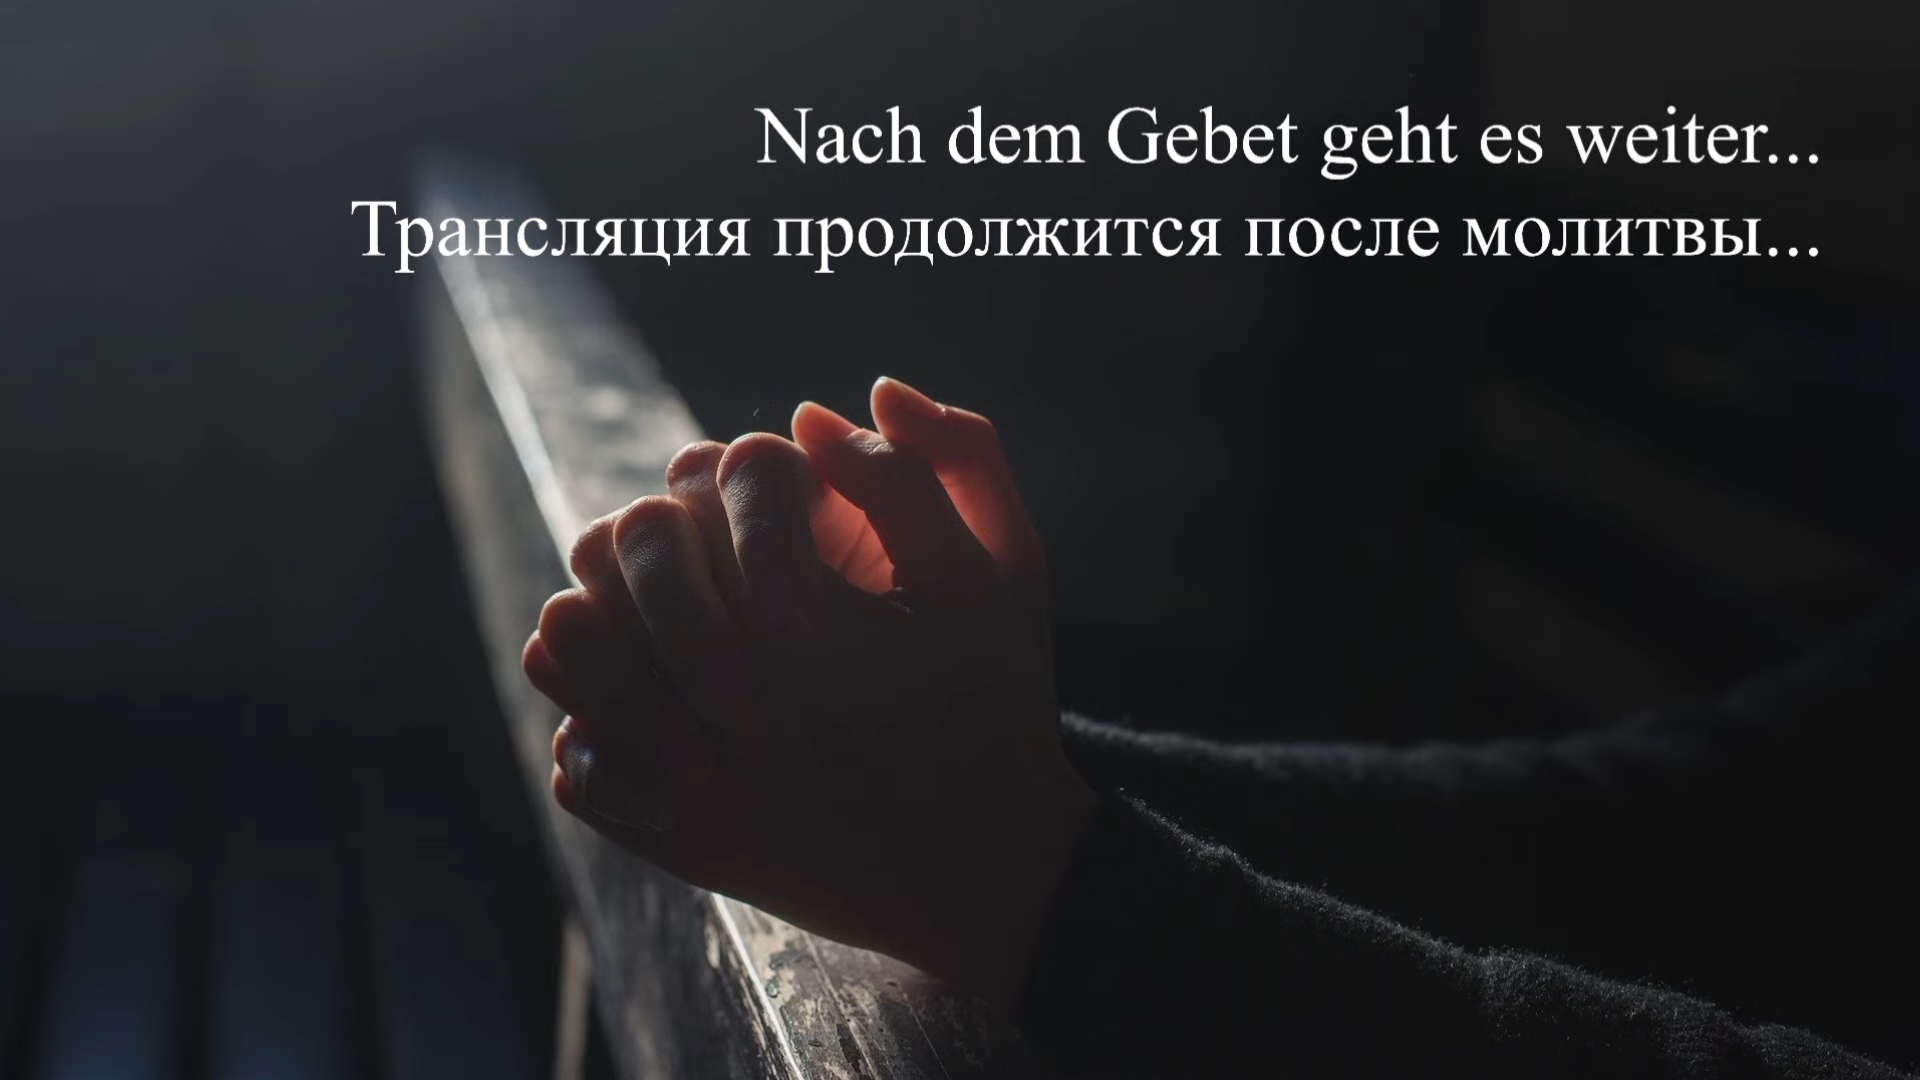 Nach dem Gebet geht es weiter...
Трансляция продолжится после молитвы...